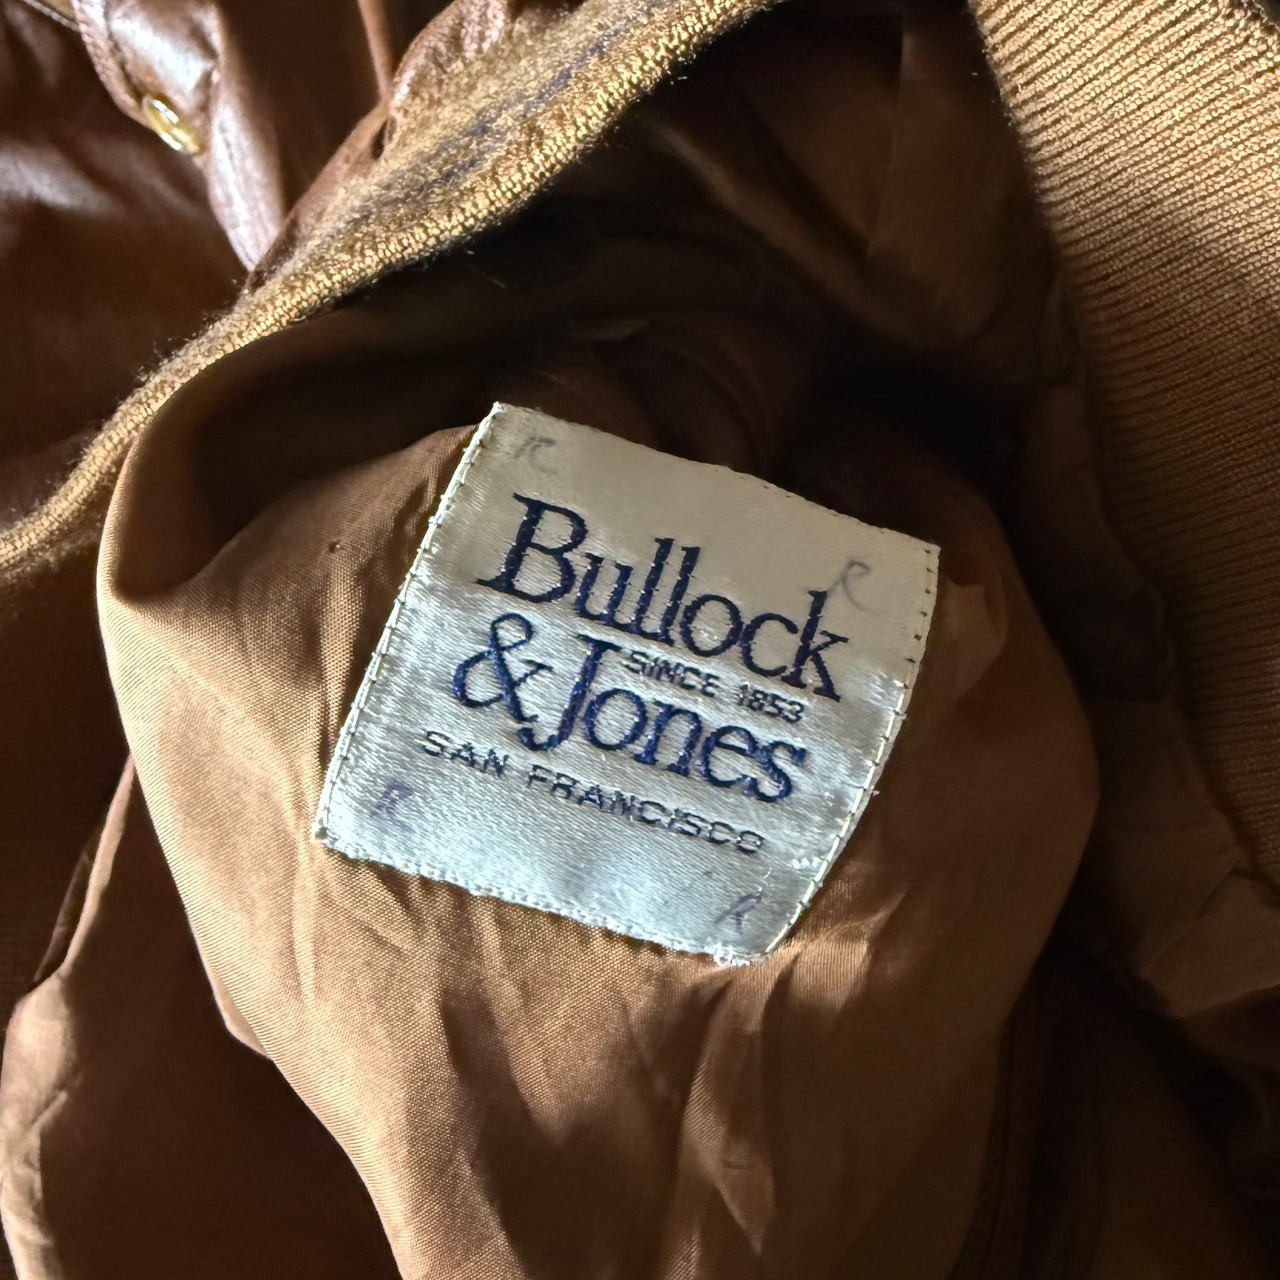 R
R
Bullock
SINCE 1853
& Jones
SAN FRANCISCO
R
R